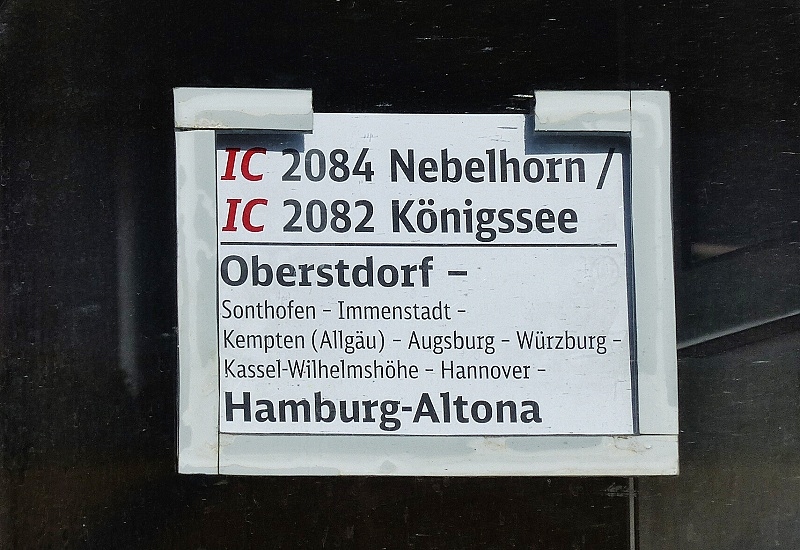 IC 2084 Nebelhorn /
IC 2082 Königssee
Oberstdorf –
Sonthofen – Immenstadt –
Kempten (Allgäu) – Augsburg – Würzburg –
Kassel-Wilhelmshöhe – Hannover –
Hamburg-Altona